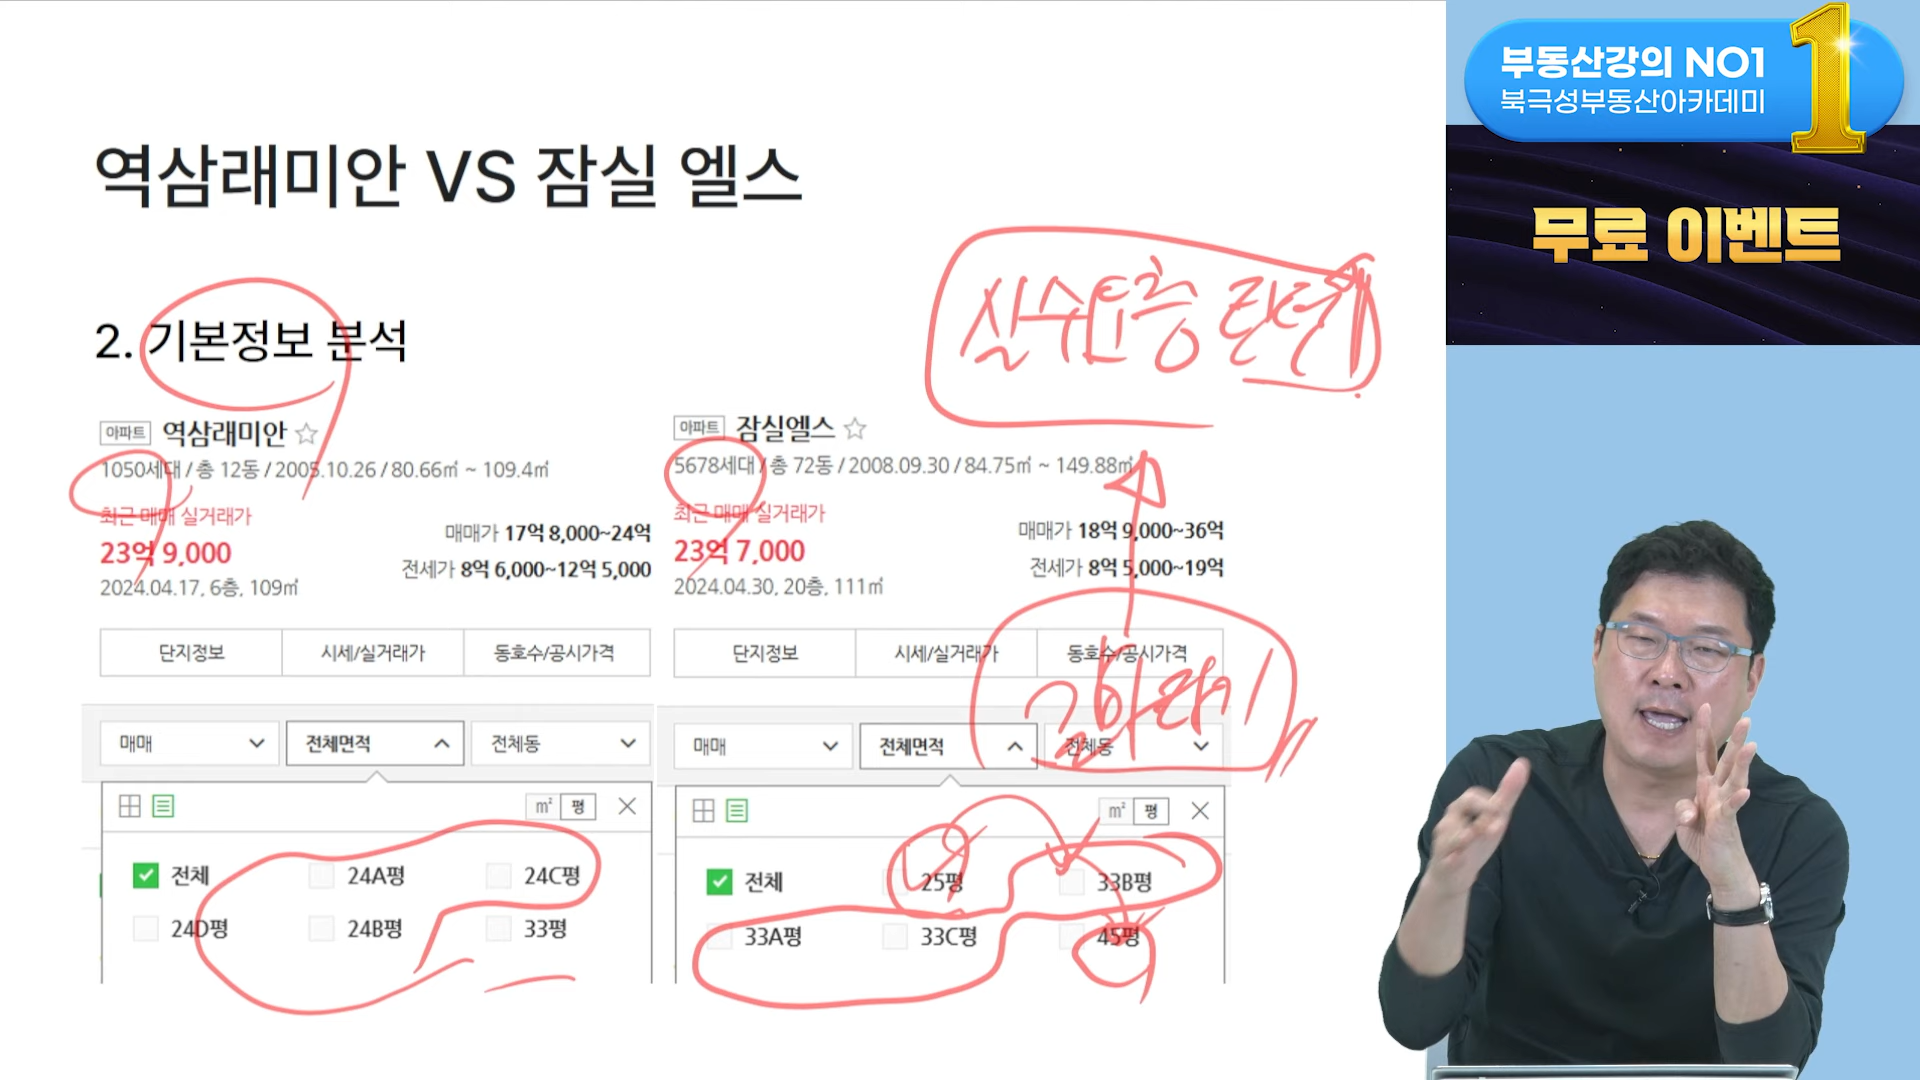 역삼래미안 VS 잠실 엘스
2. 기본정보 분석
실수요층 탄탄
아파트 역삼래미안
1050세대 / 총 12동 / 2005.10.26 / 80.66㎡ ~ 109.4㎡
최근 매매 실거래가
23억 9,000
2024.04.17, 6층, 109㎡
매매가 17억 8,000~24억
전세가 8억 6,000~12억 5,000
단지정보 시세/실거래가 동호수/공시가격
매매 전체면적 전체동
㎡ 평
전체 24A평 24C평
24D평 24B평 33평
아파트 잠실엘스
5678세대 / 총 72동 / 2008.09.30 / 84.75㎡ ~ 149.88㎡
최근 매매 실거래가
23억 7,000
2024.04.30, 20층, 111㎡
매매가 18억 9,000~36억
전세가 8억 5,000~19억
단지정보 시세/실거래가 동호수/공시가격
갈아타기
매매 전체면적 전체동
㎡ 평
전체 25평 33B평
33A평 33C평 45평
부동산강의 NO1
북극성부동산아카데미
1
무료 이벤트